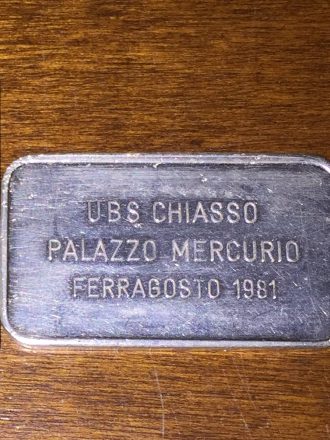 UBS CHIASSO
PALAZZO MERCURIO
FERRAGOSTO 1981